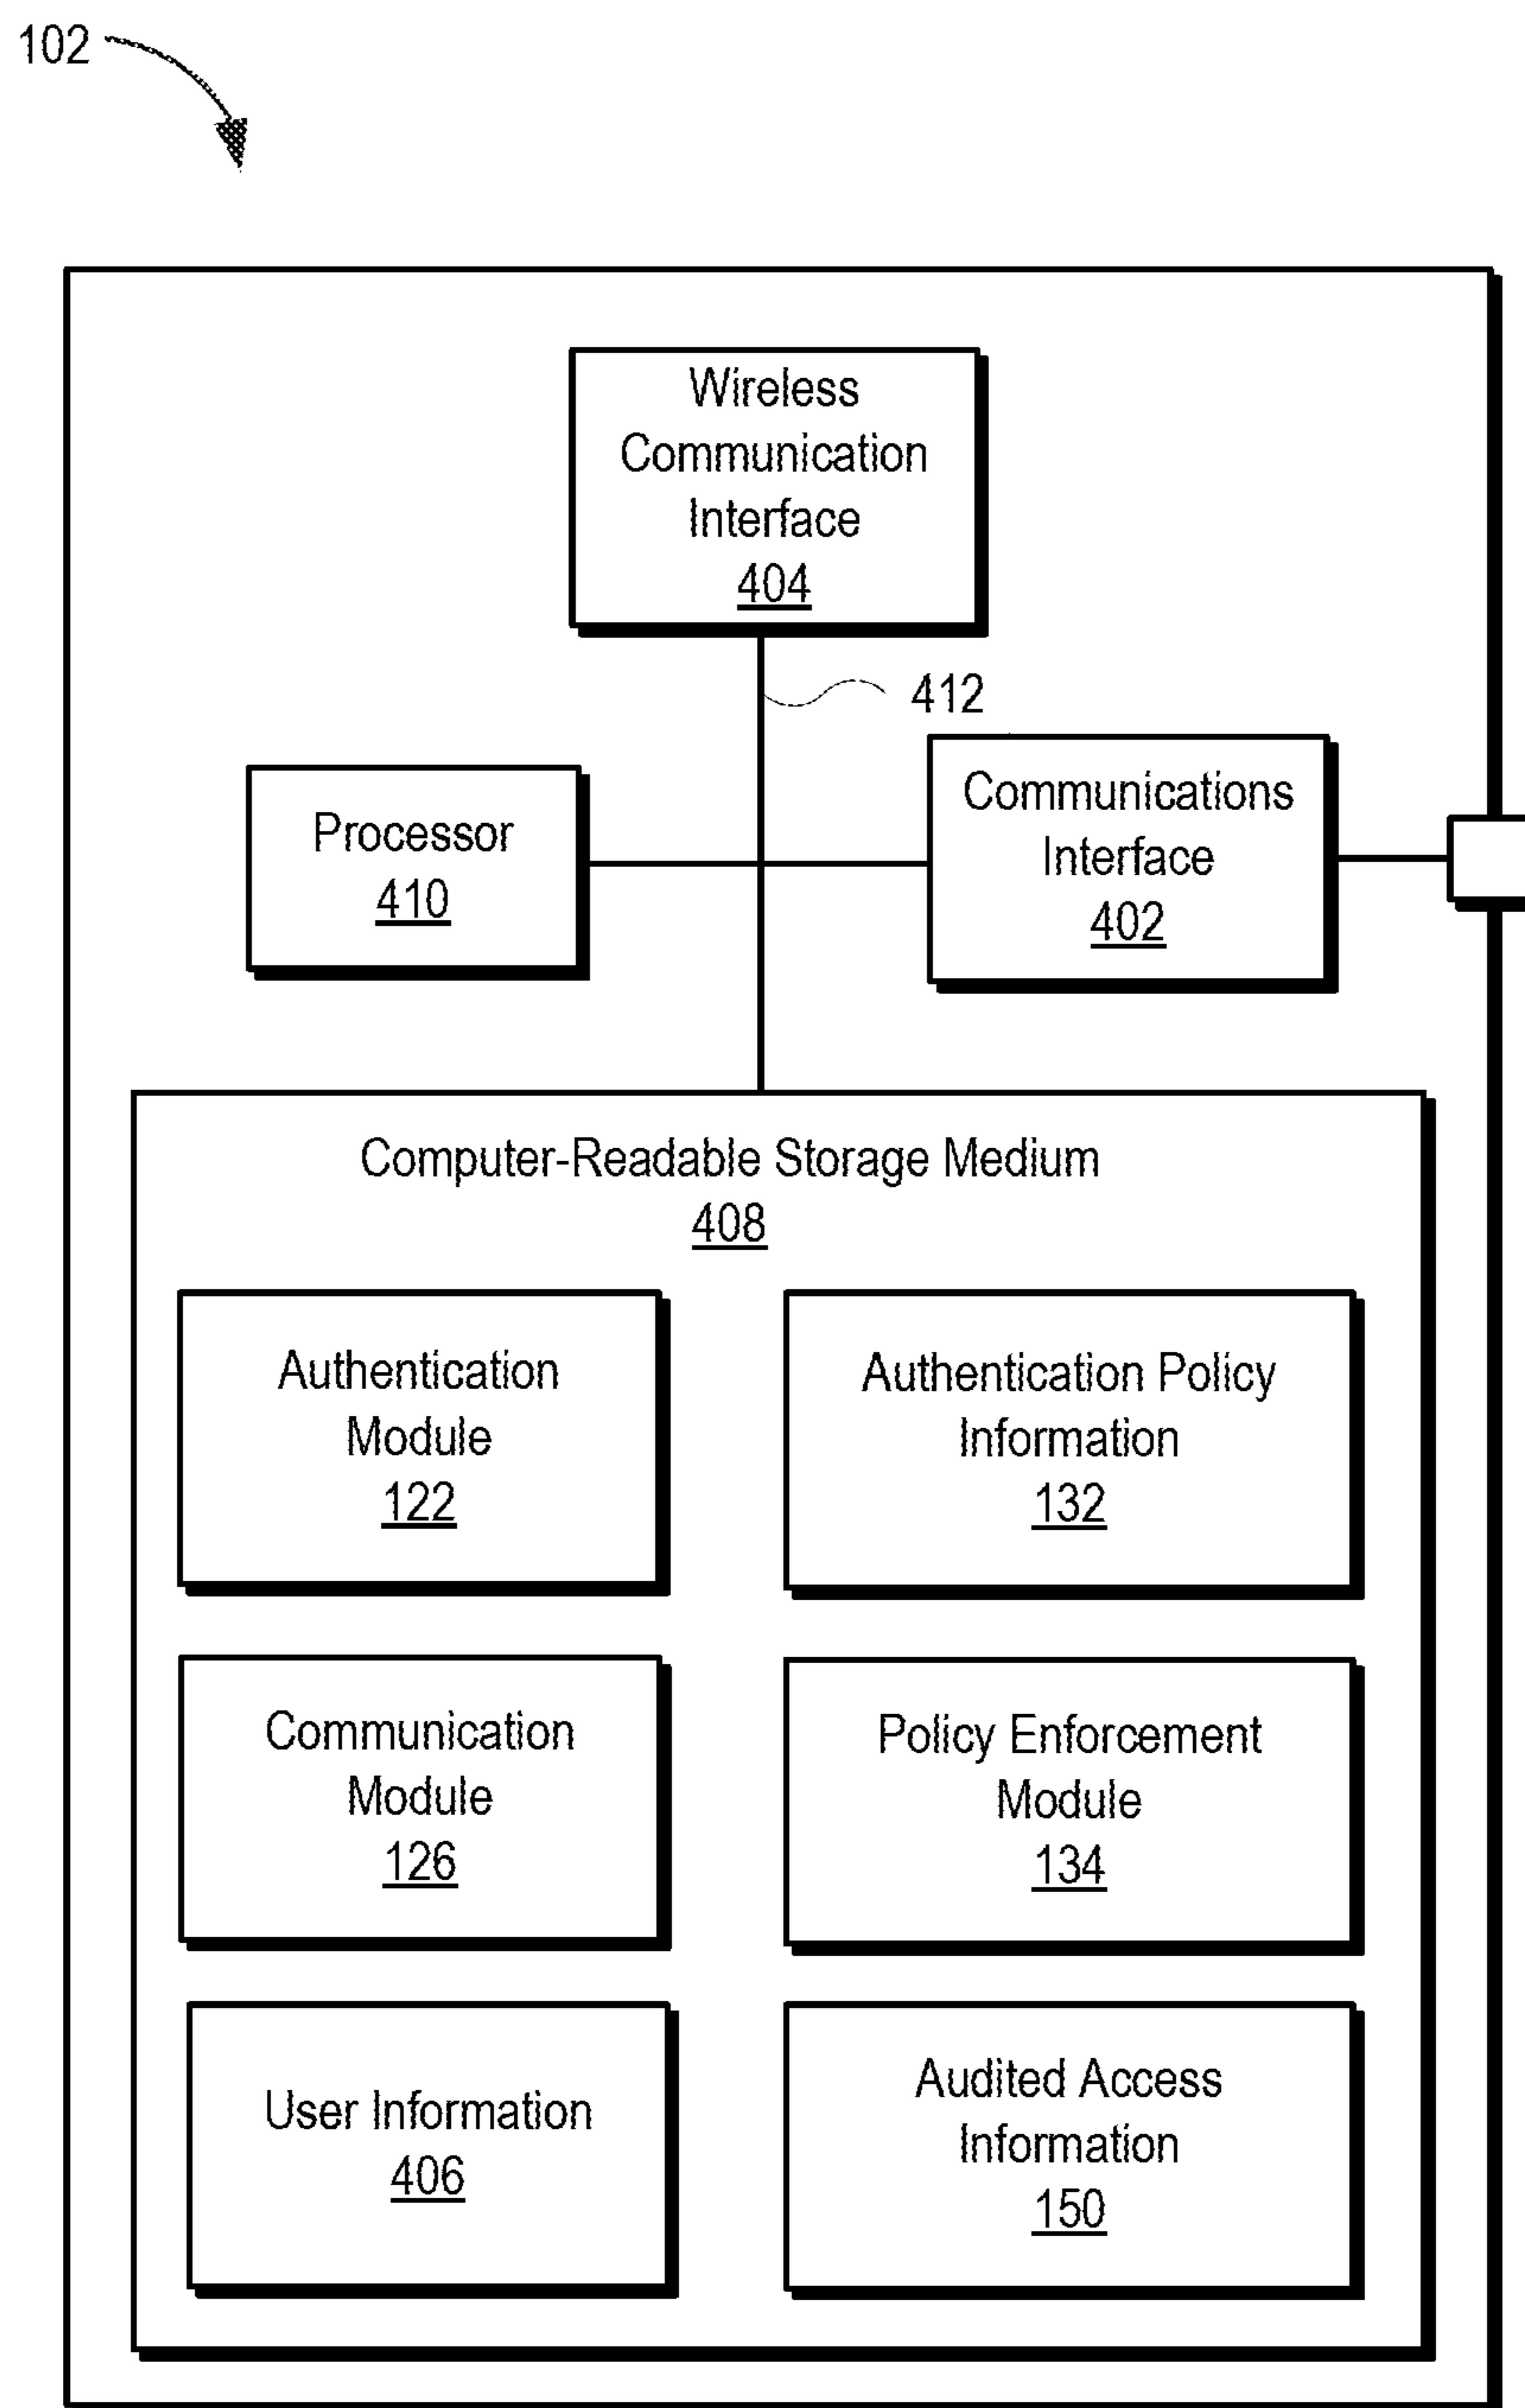 102
Wireless
Communication
Interface
404
412
Processor
410
Communications
Interface
402
Computer-Readable Storage Medium
408
Authentication
Module
122
Authentication Policy
Information
132
Communication
Module
126
Policy Enforcement
Module
134
User Information
406
Audited Access
Information
150